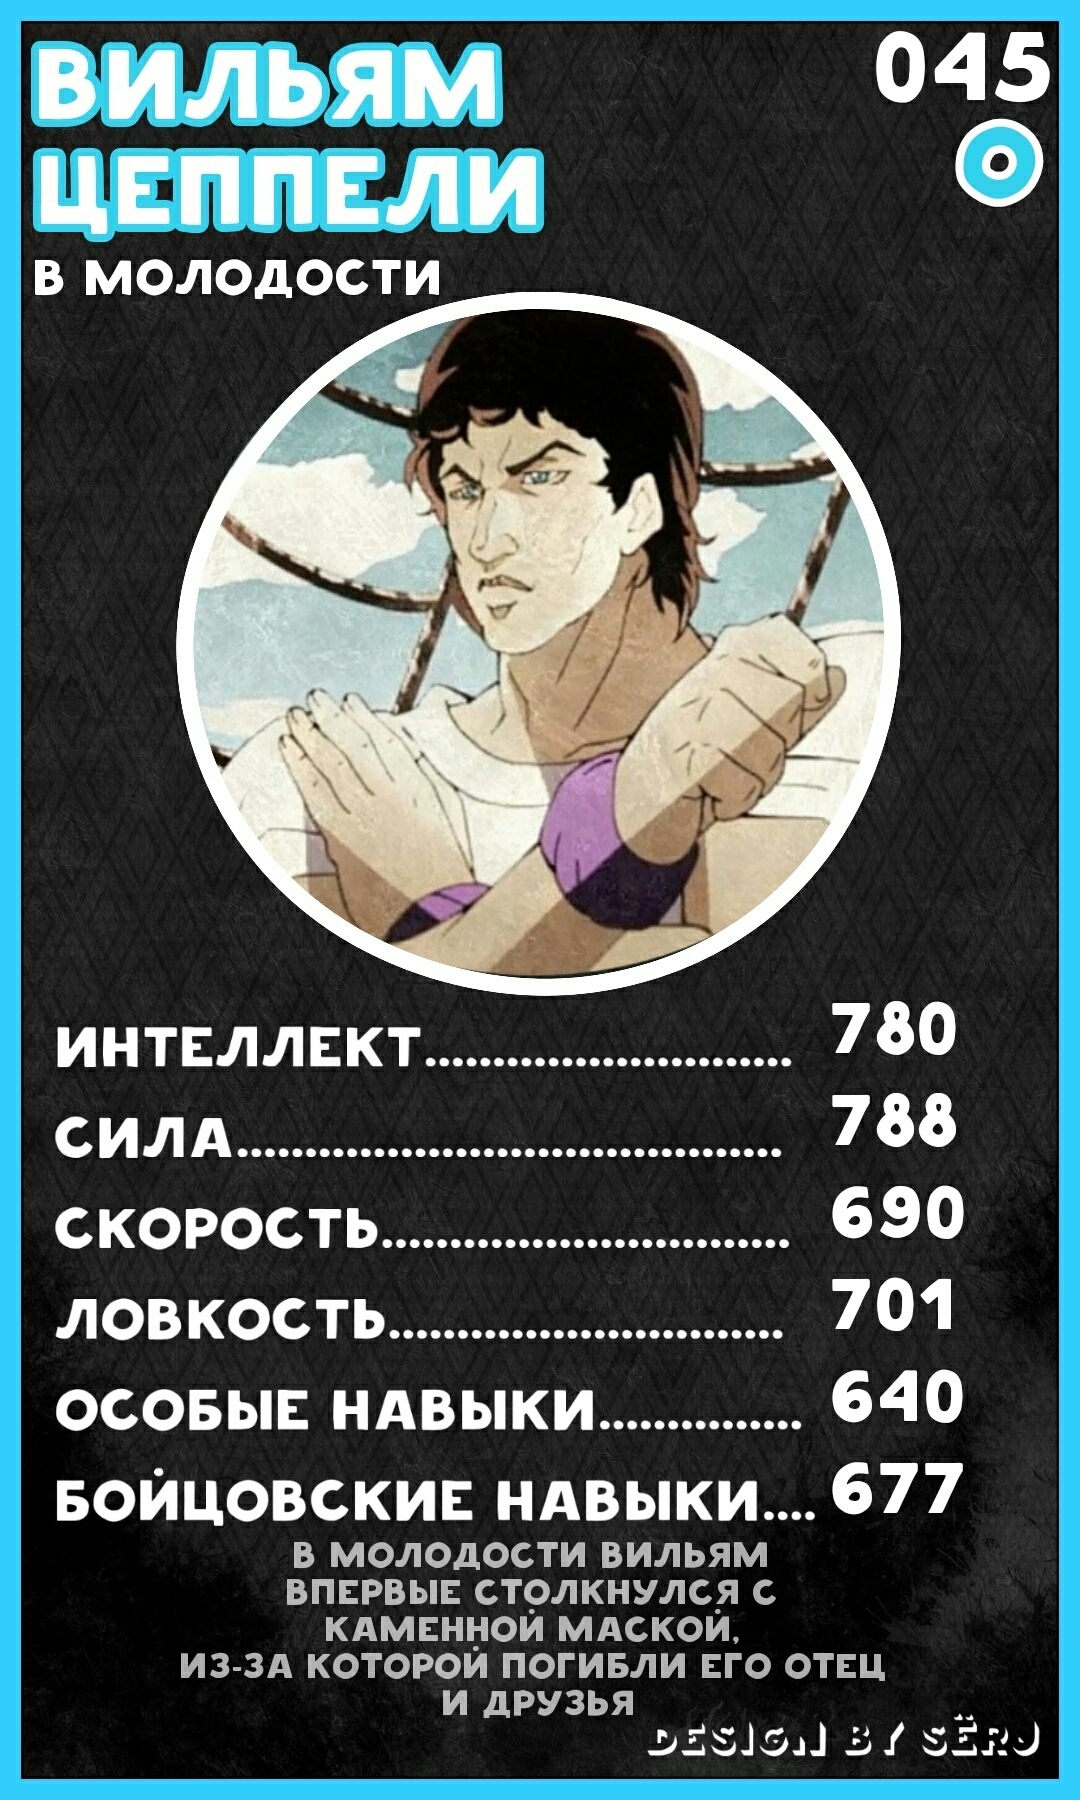 ВИЛЬЯМ
ЦЕППЕЛИ
В МОЛОДОСТИ
045
ИНТЕЛЛЕКТ........................... 780
СИЛА........................................ 788
СКОРОСТЬ.............................. 690
ЛОВКОСТЬ............................. 701
ОСОБЫЕ НАВЫКИ............... 640
БОЙЦОВСКИЕ НАВЫКИ.... 677
В МОЛОДОСТИ ВИЛЬЯМ
ВПЕРВЫЕ СТОЛКНУЛСЯ С
КАМЕННОЙ МАСКОЙ,
ИЗ-ЗА КОТОРОЙ ПОГИБЛИ ЕГО ОТЕЦ
И ДРУЗЬЯ
DESIGN BY SЁRJ